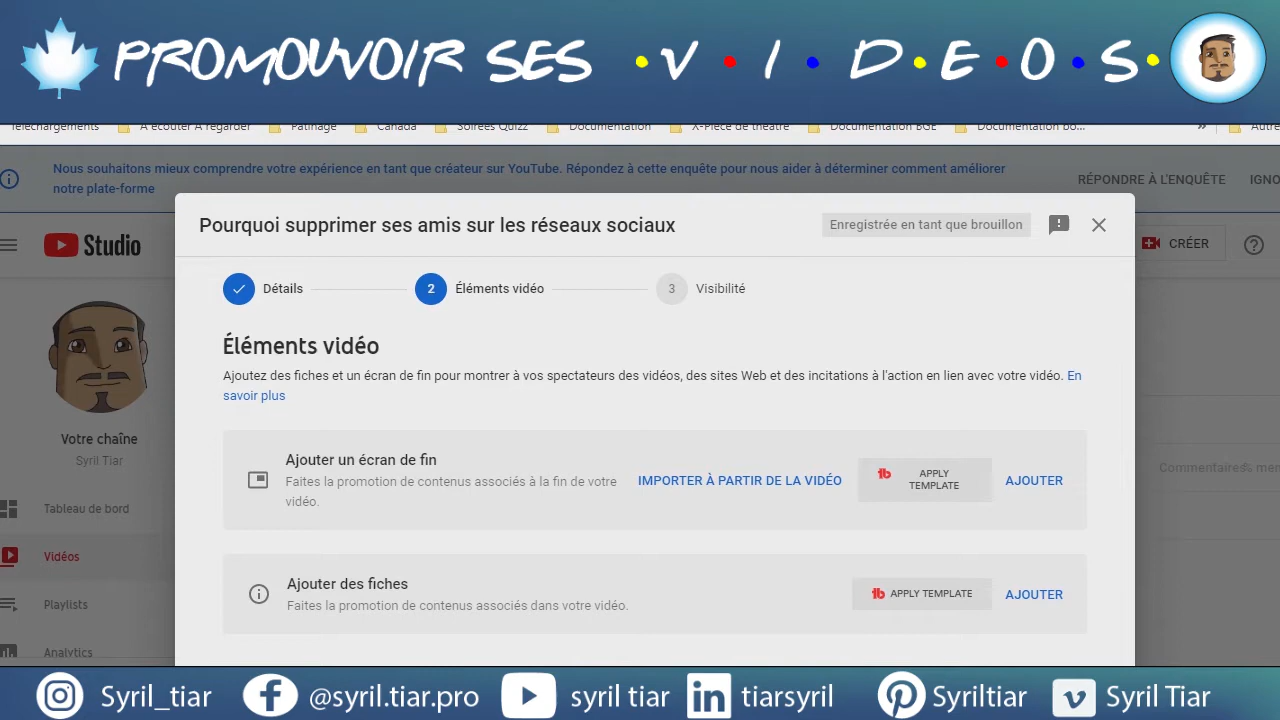 PROMOUVOIR SES VIDEOS
Téléchargements A écouter A regarder Patinage Canada Soirées Quizz Documentation X-Pièce de théatre Documentation BGE Documentation bo... » Autre
Nous souhaitons mieux comprendre votre expérience en tant que créateur sur YouTube. Répondez à cette enquête pour nous aider à déterminer comment améliorer
notre plate-forme
RÉPONDRE À L'ENQUÊTE IGNO
Pourquoi supprimer ses amis sur les réseaux sociaux
Enregistrée en tant que brouillon
Studio
CRÉER
Détails
2 Éléments vidéo
3 Visibilité
Éléments vidéo
Ajoutez des fiches et un écran de fin pour montrer à vos spectateurs des vidéos, des sites Web et des incitations à l'action en lien avec votre vidéo. En
savoir plus
Votre chaîne
Syril Tiar
Ajouter un écran de fin
Faites la promotion de contenus associés à la fin de votre
vidéo.
IMPORTER À PARTIR DE LA VIDÉO
APPLY
TEMPLATE
AJOUTER
Commentaires
Tableau de bord
Vidéos
Ajouter des fiches
Faites la promotion de contenus associés dans votre vidéo.
APPLY TEMPLATE
AJOUTER
Playlists
Analytics
Syril_tiar @syril.tiar.pro syril tiar tiarsyril Syriltiar Syril Tiar